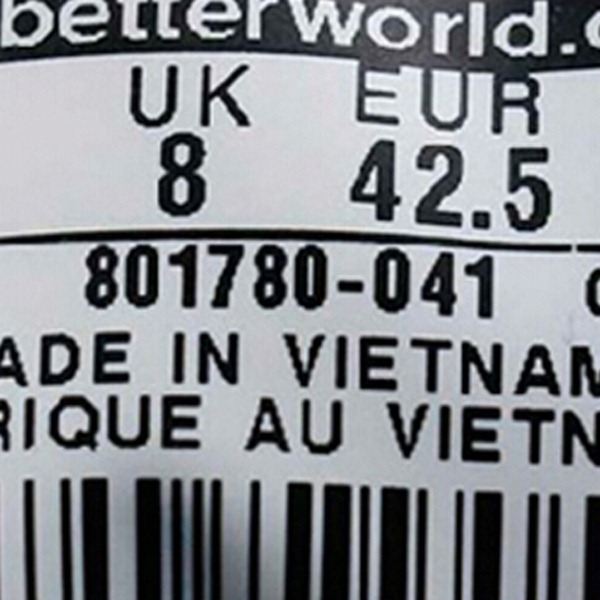 betterworld.
UK EUR
8 42.5
801780-041
ADE IN VIETNAM
RIQUE AU VIETN